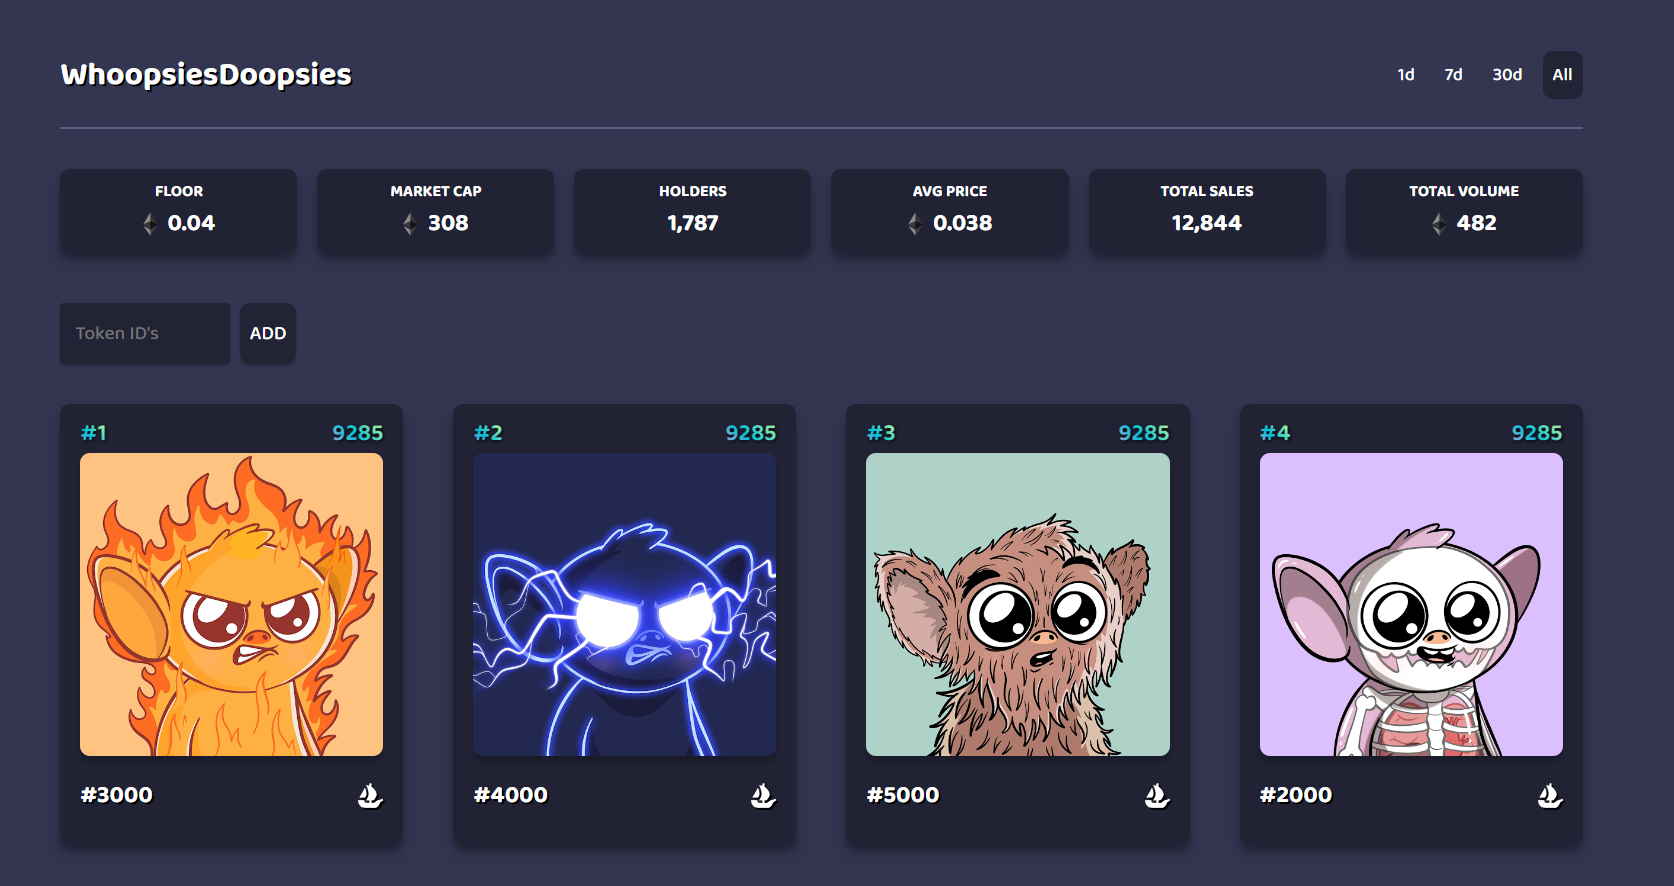 WhoopsiesDoopsies
1d 7d 30d All
FLOOR MARKET CAP HOLDERS AVG PRICE TOTAL SALES TOTAL VOLUME
0.04 308 1,787 0.038 12,844 482
Token ID's ADD
#1 9285 #2 9285 #3 9285 #4 9285
#3000 #4000 #5000 #2000